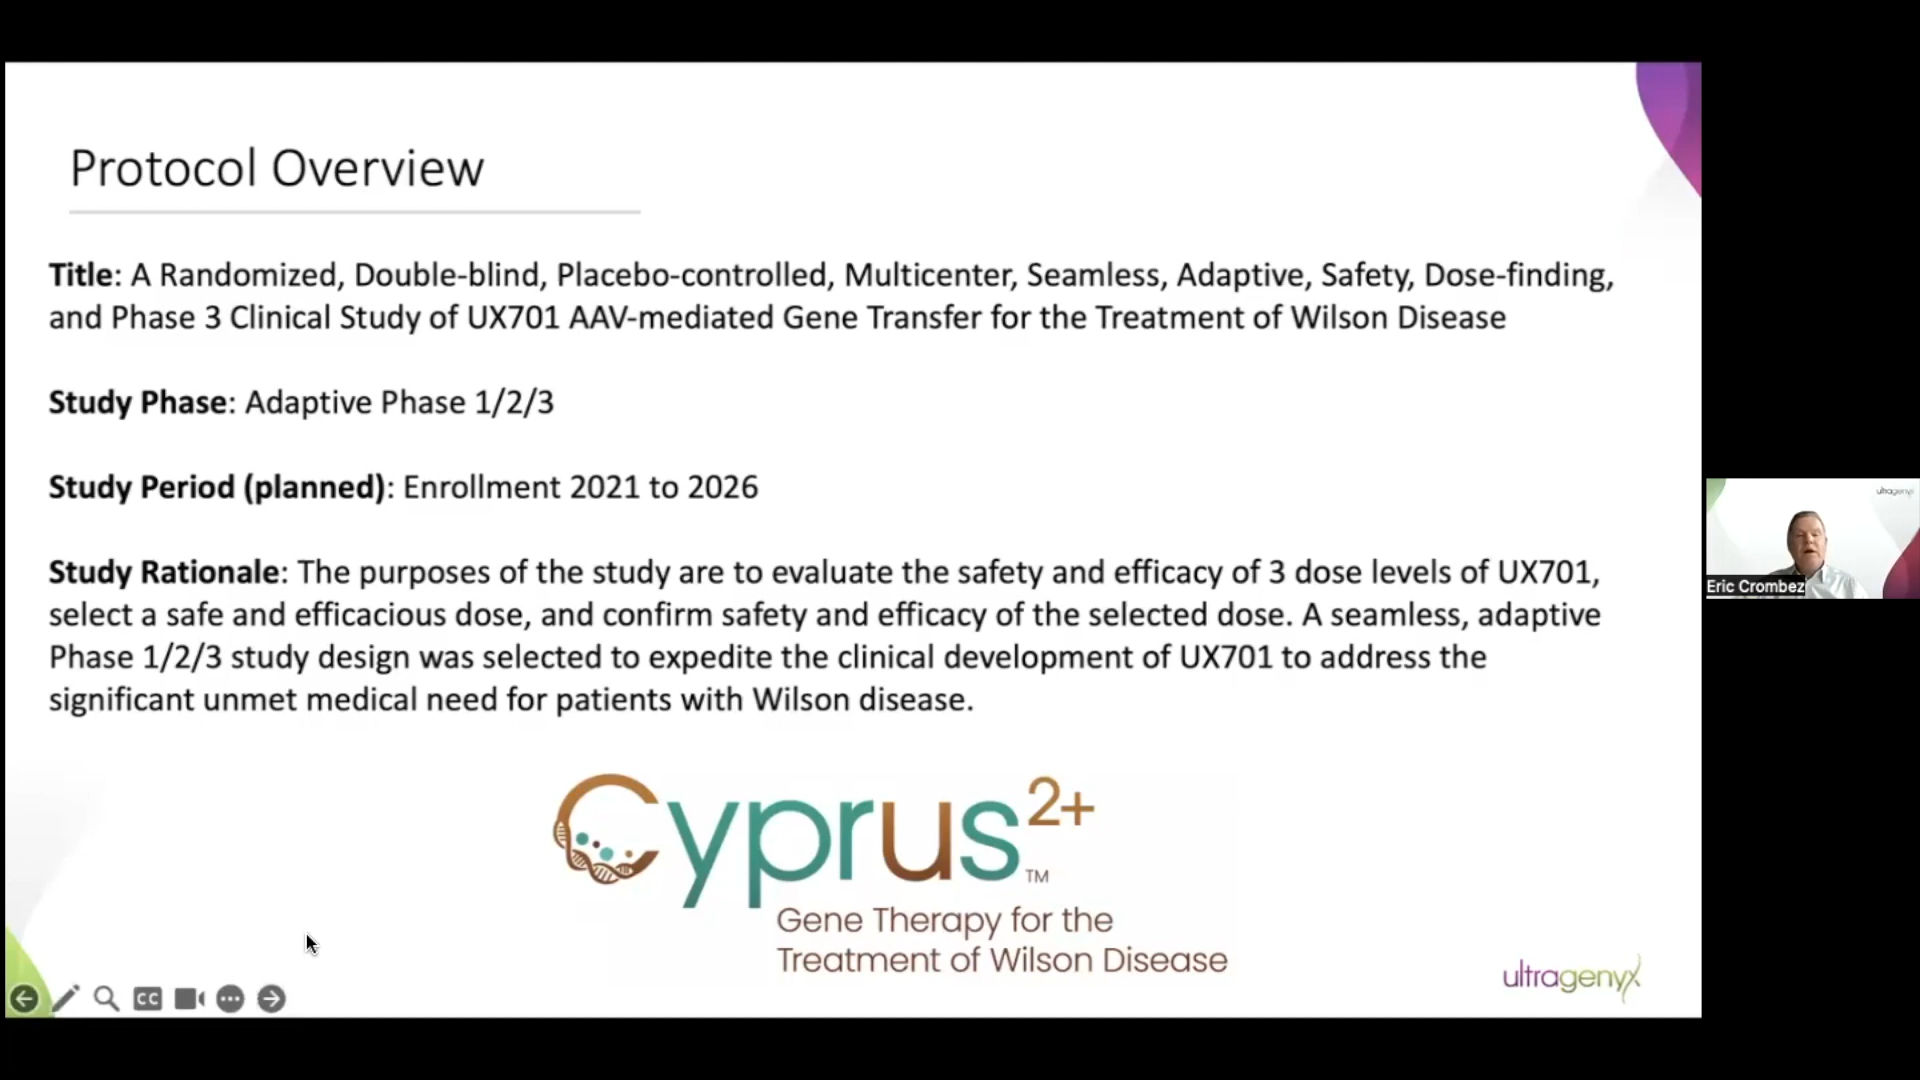 Protocol Overview
Title: A Randomized, Double-blind, Placebo-controlled, Multicenter, Seamless, Adaptive, Safety, Dose-finding,
and Phase 3 Clinical Study of UX701 AAV-mediated Gene Transfer for the Treatment of Wilson Disease
Study Phase: Adaptive Phase 1/2/3
Study Period (planned): Enrollment 2021 to 2026
Study Rationale: The purposes of the study are to evaluate the safety and efficacy of 3 dose levels of UX701,
select a safe and efficacious dose, and confirm safety and efficacy of the selected dose. A seamless, adaptive
Phase 1/2/3 study design was selected to expedite the clinical development of UX701 to address the
significant unmet medical need for patients with Wilson disease.
Cyprus2+ ™
Gene Therapy for the
Treatment of Wilson Disease
ultragenyx
CC
ultragenyx
Eric Crombez